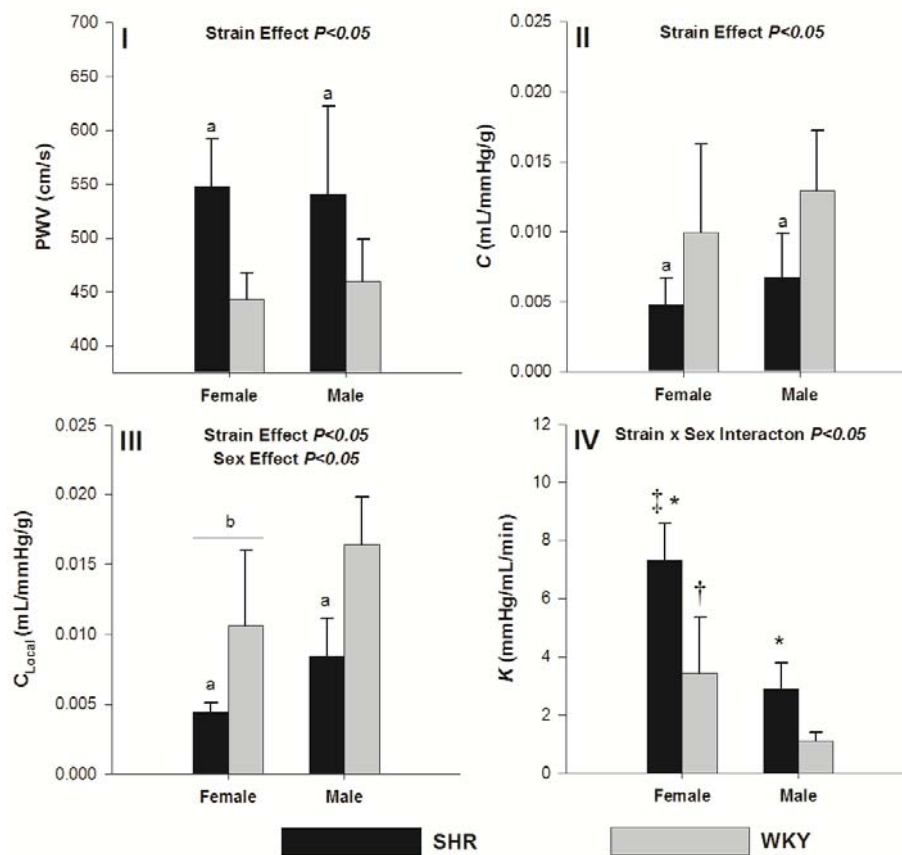 I
Strain Effect P<0.05
700
650
600
550
500
450
400
PWV (cm/s)
a
a
Female
Male
II
Strain Effect P<0.05
0.025
0.020
0.015
0.010
0.005
0.000
C (mL/mmHg/g)
a
a
Female
Male
III
Strain Effect P<0.05
Sex Effect P<0.05
0.025
0.020
0.015
0.010
0.005
0.000
C Local (mL/mmHg/g)
b
a
a
Female
Male
IV
Strain x Sex Interacton P<0.05
12
10
8
6
4
2
0
K (mmHg/mL/min)
‡ *
†
*
Female
Male
SHR
WKY